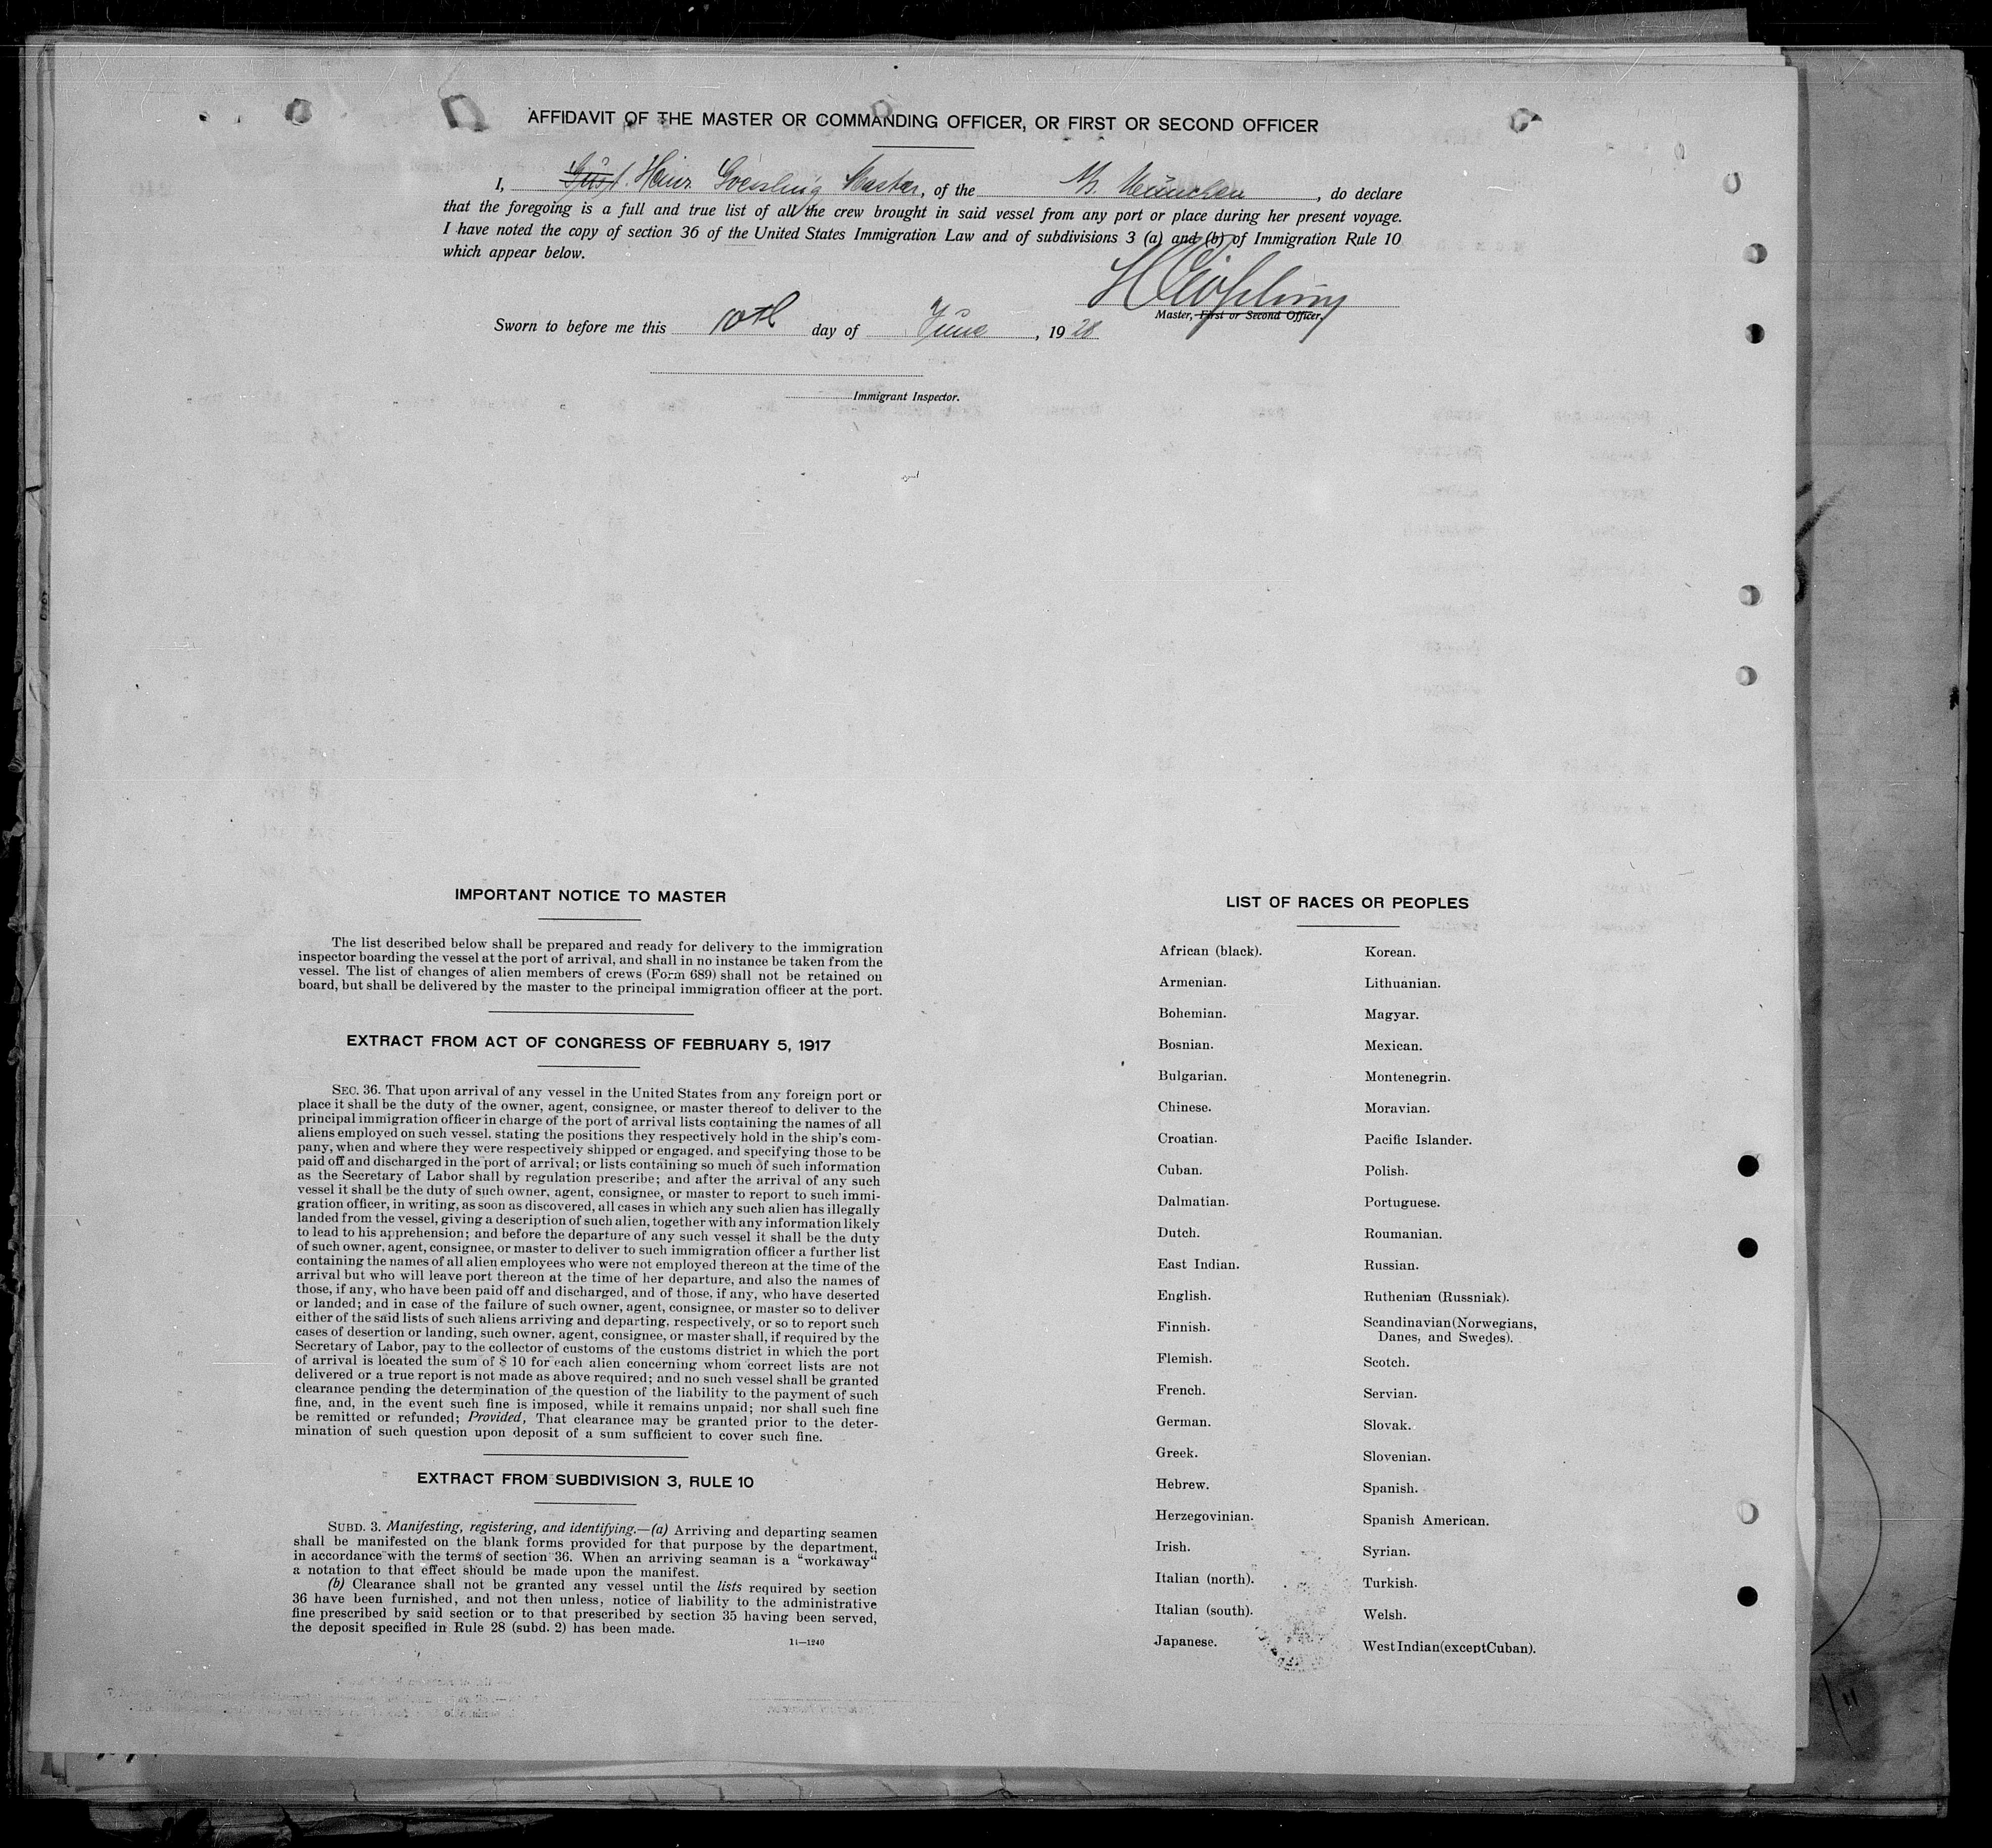 AFFIDAVIT OF THE MASTER OR COMMANDING OFFICER, OR FIRST OR SECOND OFFICER
I, Gust. Heinr. Goessling Master, of the München, do declare
that the foregoing is a full and true list of all the crew brought in said vessel from any port or place during her present voyage.
I have noted the copy of section 36 of the United States Immigration Law and of subdivisions 3 (a) and (b) of Immigration Rule 10
which appear below.
Master, First or Second Officer,
Sworn to before me this 10th day of June, 1928
Immigrant Inspector.
IMPORTANT NOTICE TO MASTER
The list described below shall be prepared and ready for delivery to the immigration
inspector boarding the vessel at the port of arrival, and shall in no instance be taken from the
vessel. The list of changes of alien members of crews (Form 689) shall not be retained on
board, but shall be delivered by the master to the principal immigration officer at the port.
EXTRACT FROM ACT OF CONGRESS OF FEBRUARY 5, 1917
SEC. 36. That upon arrival of any vessel in the United States from any foreign port or
place it shall be the duty of the owner, agent, consignee, or master thereof to deliver to the
principal immigration officer in charge of the port of arrival lists containing the names of all
aliens employed on such vessel, stating the positions they respectively hold in the ship's com-
pany, when and where they were respectively shipped or engaged, and specifying those to be
paid off and discharged in the port of arrival; or lists containing so much of such information
as the Secretary of Labor shall by regulation prescribe; and after the arrival of any such
vessel it shall be the duty of such owner, agent, consignee, or master to report to such immi-
gration officer, in writing, as soon as discovered, all cases in which any such alien has illegally
landed from the vessel, giving a description of such alien, together with any information likely
to lead to his apprehension; and before the departure of any such vessel it shall be the duty
of such owner, agent, consignee, or master to deliver to such immigration officer a further list
containing the names of all alien employees who were not employed thereon at the time of the
arrival but who will leave port thereon at the time of her departure, and also the names of
those, if any, who have been paid off and discharged, and of those, if any, who have deserted
or landed; and in case of the failure of such owner, agent, consignee, or master so to deliver
either of the said lists of such aliens arriving and departing, respectively, or so to report such
cases of desertion or landing, such owner, agent, consignee, or master shall, if required by the
Secretary of Labor, pay to the collector of customs of the customs district in which the port
of arrival is located the sum of $ 10 for each alien concerning whom correct lists are not
delivered or a true report is not made as above required; and no such vessel shall be granted
clearance pending the determination of the question of the liability to the payment of such
fine, and, in the event such fine is imposed, while it remains unpaid; nor shall such fine
be remitted or refunded; Provided, That clearance may be granted prior to the deter-
mination of such question upon deposit of a sum sufficient to cover such fine.
EXTRACT FROM SUBDIVISION 3, RULE 10
SUBD. 3. Manifesting, registering, and identifying.—(a) Arriving and departing seamen
shall be manifested on the blank forms provided for that purpose by the department,
in accordance with the terms of section 36. When an arriving seaman is a "workaway"
a notation to that effect should be made upon the manifest.
(b) Clearance shall not be granted any vessel until the lists required by section
36 have been furnished, and not then unless, notice of liability to the administrative
fine prescribed by said section or to that prescribed by section 35 having been served,
the deposit specified in Rule 28 (subd. 2) has been made.
11—1240
LIST OF RACES OR PEOPLES
African (black).
Armenian.
Bohemian.
Bosnian.
Bulgarian.
Chinese.
Croatian.
Cuban.
Dalmatian.
Dutch.
East Indian.
English.
Finnish.
Flemish.
French.
German.
Greek.
Hebrew.
Herzegovinian.
Irish.
Italian (north).
Italian (south).
Japanese.
Korean.
Lithuanian.
Magyar.
Mexican.
Montenegrin.
Moravian.
Pacific Islander.
Polish.
Portuguese.
Roumanian.
Russian.
Ruthenian (Russniak).
Scandinavian (Norwegians,
Danes, and Swedes).
Scotch.
Servian.
Slovak.
Slovenian.
Spanish.
Spanish American.
Syrian.
Turkish.
Welsh.
West Indian (except Cuban).